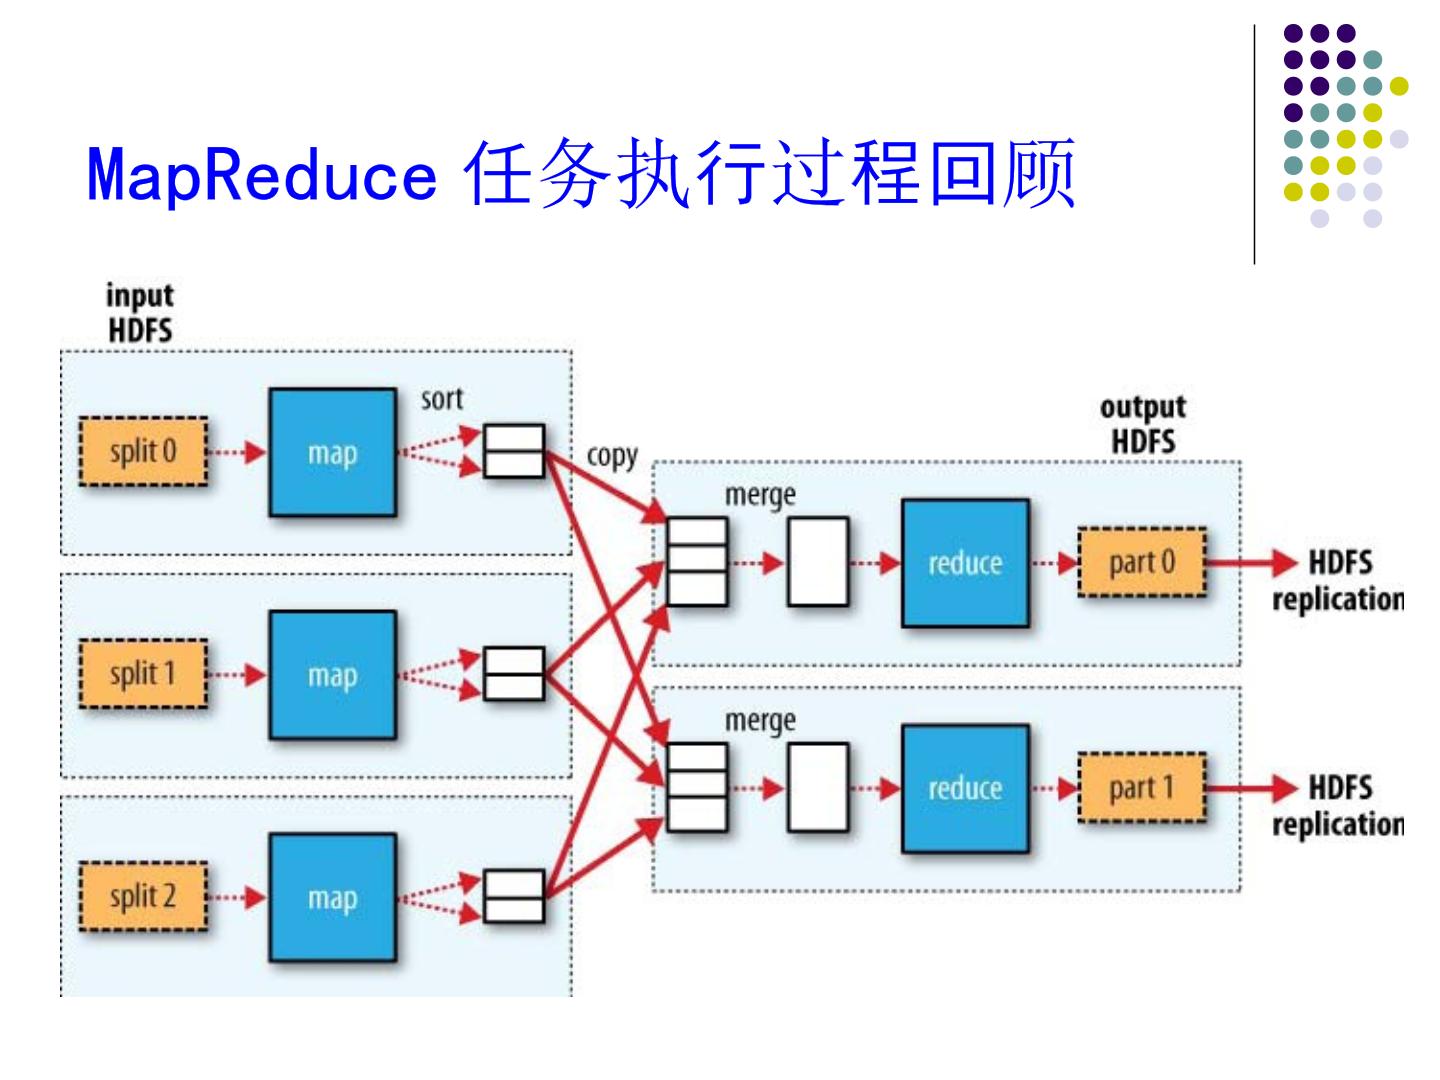 MapReduce 任务执行过程回顾
input
HDFS
split 0
map
sort
copy
split 1
map
split 2
map
output
HDFS
merge
reduce
part 0
HDFS
replication
merge
reduce
part 1
HDFS
replication